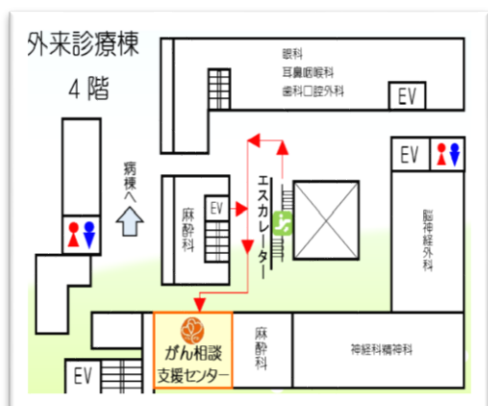 外来診療棟
4階
眼科
耳鼻咽喉科
歯科口腔外科
EV
EV
病棟へ
麻酔科
EV
エスカレーター
脳神経外科
がん相談
支援センター
麻酔科
神経科精神科
EV